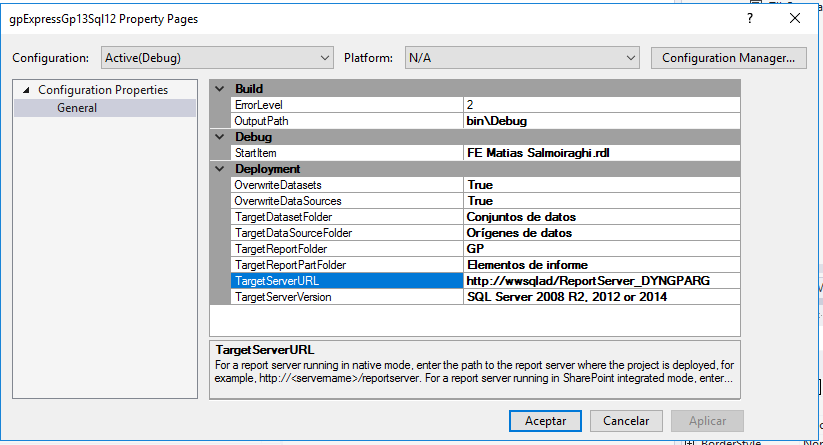 gpExpressGp13Sql12 Property Pages
? ×
Configuration: Active(Debug) Platform: N/A Configuration Manager...
Configuration Properties
General
Build
ErrorLevel 2
OutputPath bin\Debug
Debug
StartItem FE Matias Salmoiraghi.rdl
Deployment
OverwriteDatasets True
OverwriteDataSources True
TargetDatasetFolder Conjuntos de datos
TargetDataSourceFolder Orígenes de datos
TargetReportFolder GP
TargetReportPartFolder Elementos de informe
TargetServerURL http://wwsqlad/ReportServer_DYNGPARG
TargetServerVersion SQL Server 2008 R2, 2012 or 2014
TargetServerURL
For a report server running in native mode, enter the path to the report server where the project is deployed, for
example, http://<servername>/reportserver. For a report server running in SharePoint integrated mode, enter...
Aceptar Cancelar Aplicar
BorderStyle